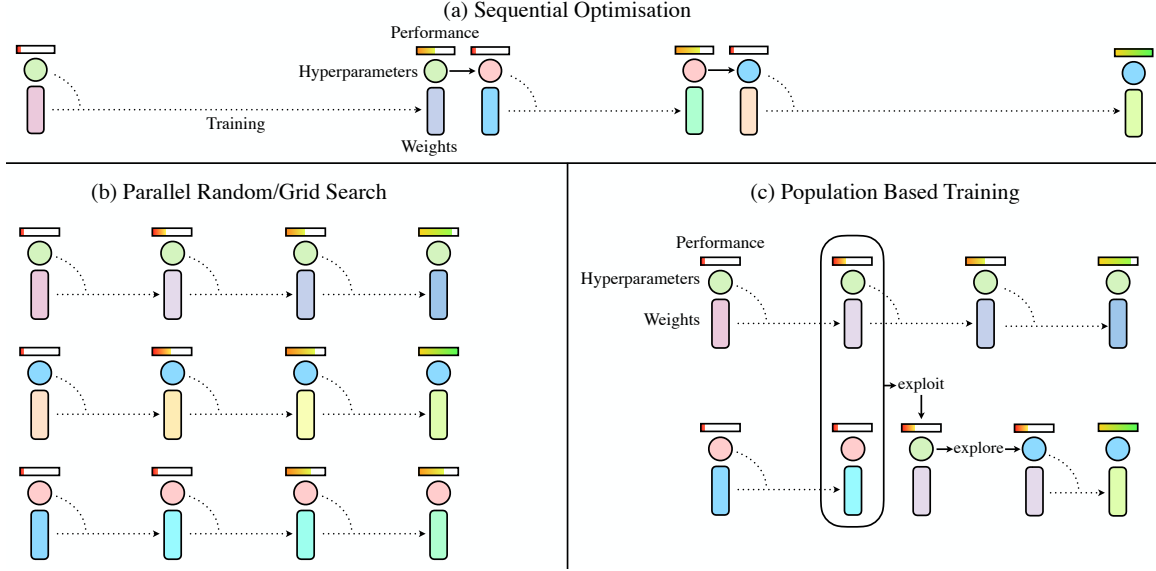 (a) Sequential Optimisation
Performance
Hyperparameters
Training
Weights
(b) Parallel Random/Grid Search
(c) Population Based Training
Performance
Hyperparameters
Weights
exploit
explore